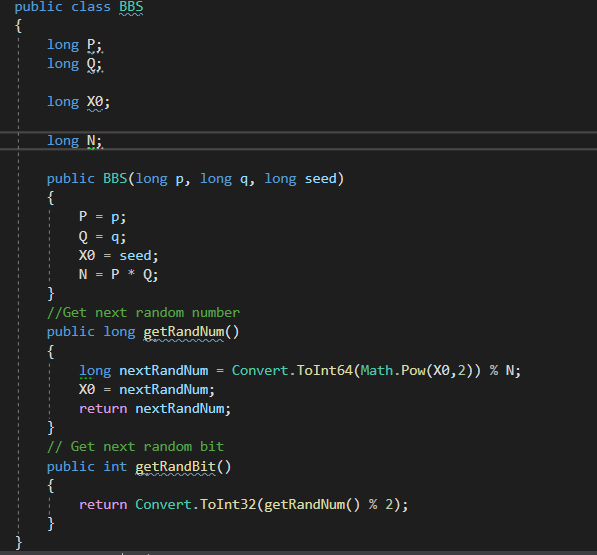 public class BBS
{
long P;
long Q;
long X0;
long N;
public BBS(long p, long q, long seed)
{
P = p;
Q = q;
X0 = seed;
N = P * Q;
}
//Get next random number
public long getRandNum()
{
long nextRandNum = Convert.ToInt64(Math.Pow(X0,2)) % N;
X0 = nextRandNum;
return nextRandNum;
}
// Get next random bit
public int getRandBit()
{
return Convert.ToInt32(getRandNum() % 2);
}
}